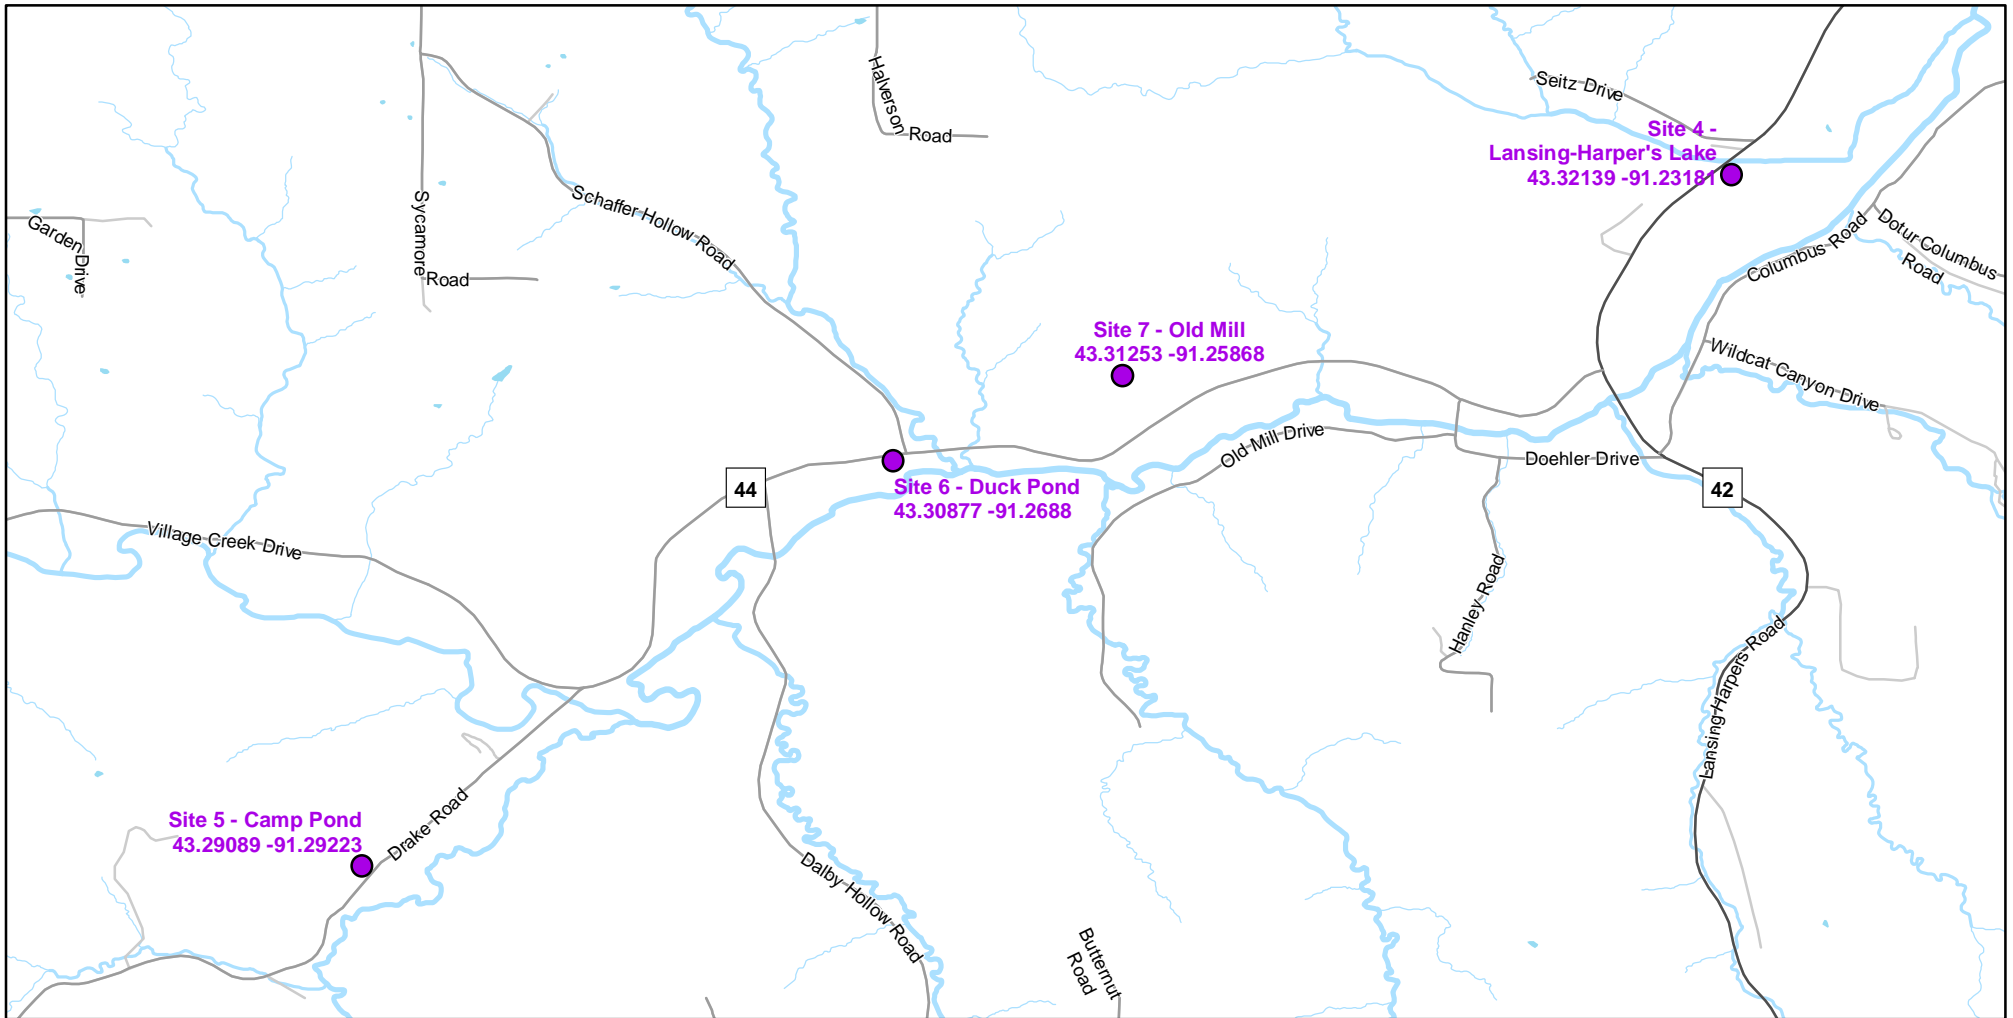 Halverson
Road
Seitz Drive
Site 4 -
Lansing-Harper's Lake
43.32139 -91.23181
Schaffer Hollow Road
Sycamore
Road
Garden Drive
Columbus Road
Dotur Columbus
Road
Site 7 - Old Mill
43.31253 -91.25868
Wildcat Canyon Drive
Old Mill Drive
Doehler Drive
44
Site 6 - Duck Pond
43.30877 -91.2688
42
Village Creek Drive
Hanley Road
Lansing Harpers Road
Site 5 - Camp Pond
43.29089 -91.29223
Drake Road
Dalby Hollow Road
Butternut
Road